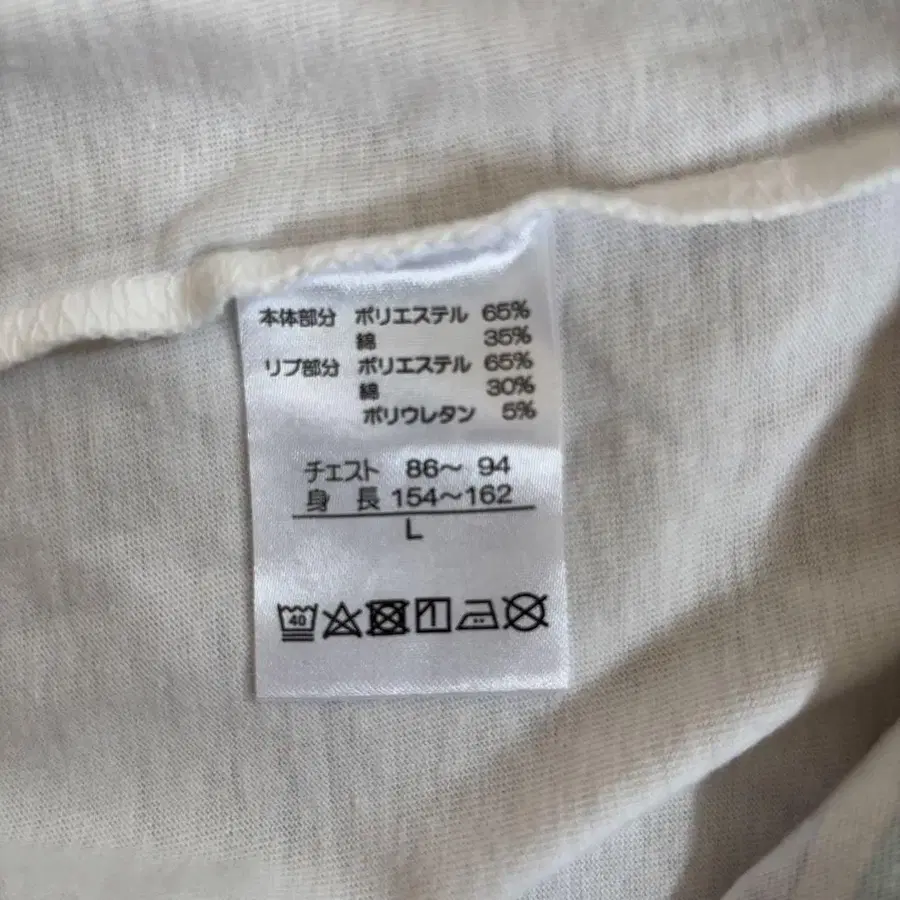 本体部分 ポリエステル 65%
綿 35%
リブ部分 ポリエステル 65%
綿 30%
ポリウレタン 5%
チェスト 86～ 94
身 長 154～162
L
40